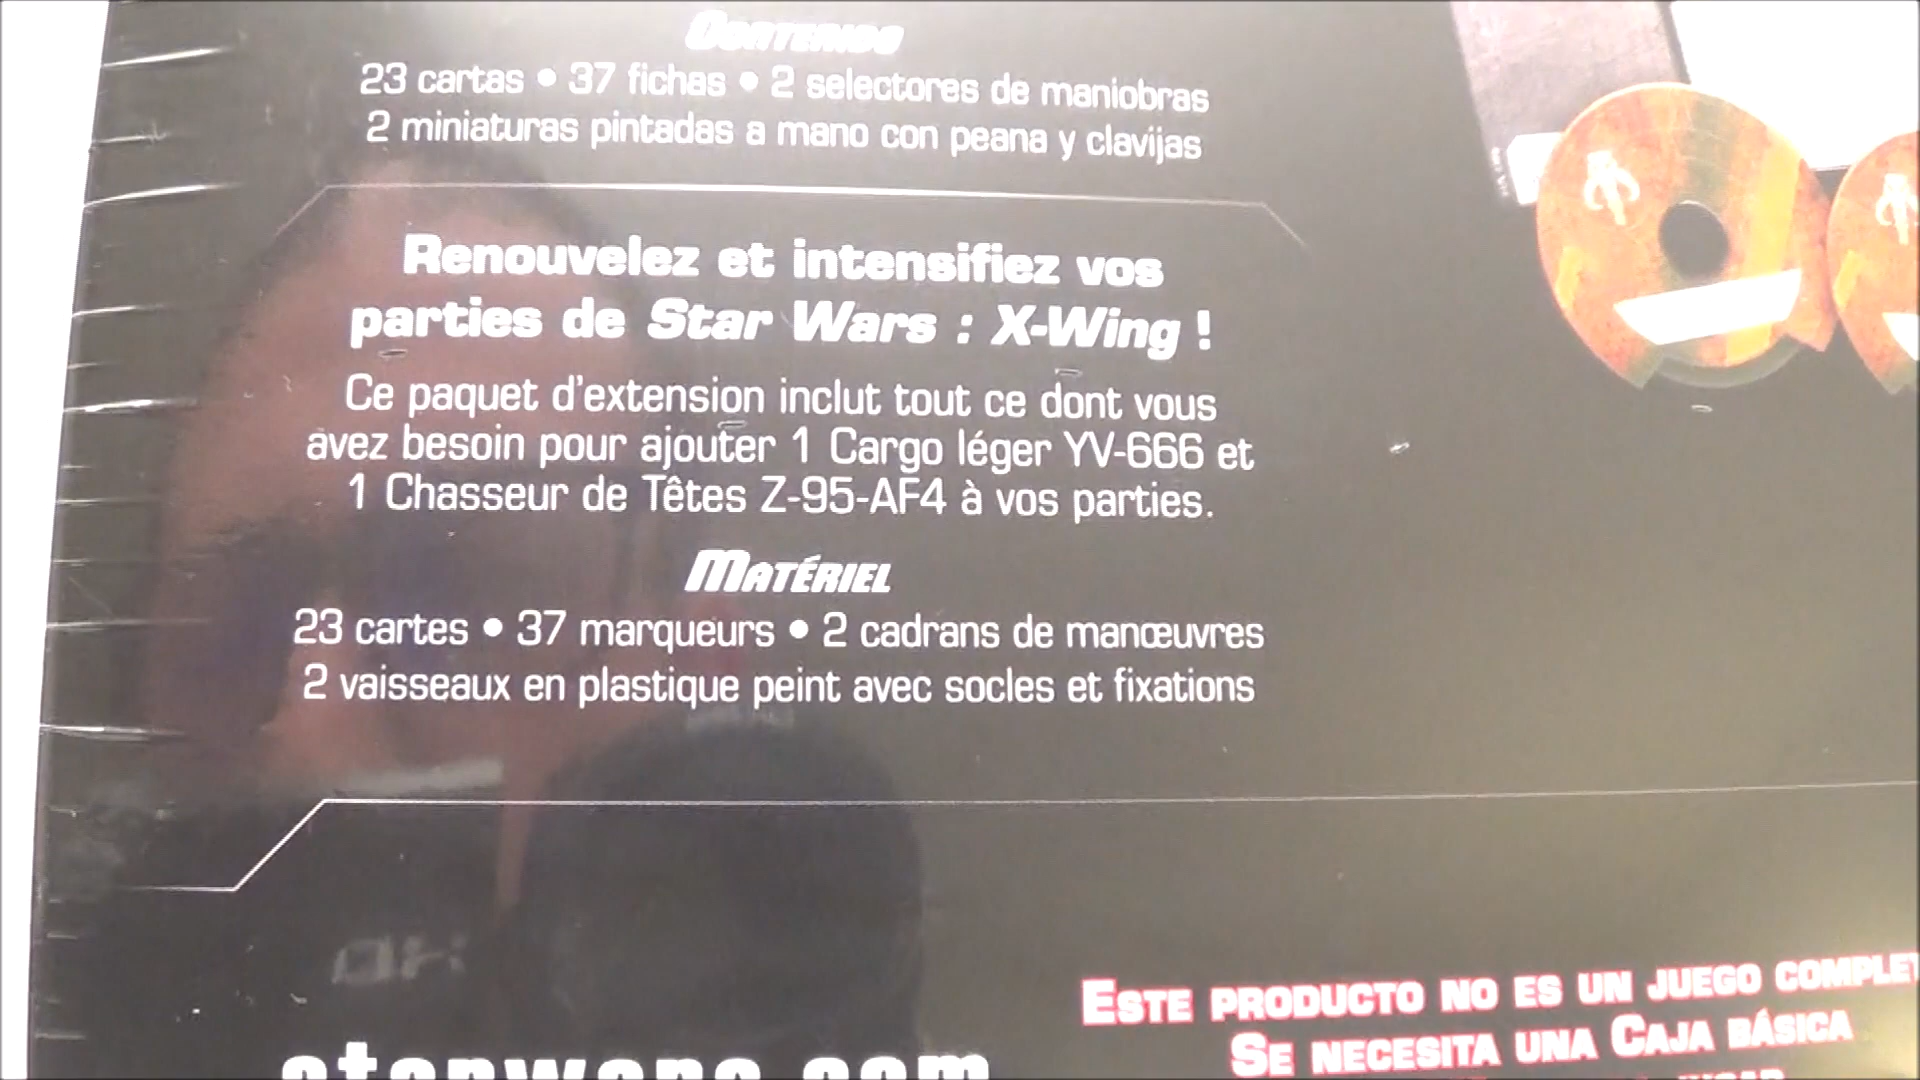 Contenido
23 cartas • 37 fichas • 2 selectores de maniobras
2 miniaturas pintadas a mano con peana y clavijas
Renouvelez et intensifiez vos
parties de Star Wars : X-Wing !
Ce paquet d'extension inclut tout ce dont vous
avez besoin pour ajouter 1 Cargo léger YV-666 et
1 Chasseur de Têtes Z-95-AF4 à vos parties.
Matériel
23 cartes • 37 marqueurs • 2 cadrans de manœuvres
2 vaisseaux en plastique peint avec socles et fixations
Este producto no es un juego complet
Se necesita una Caja básica
starwars.com